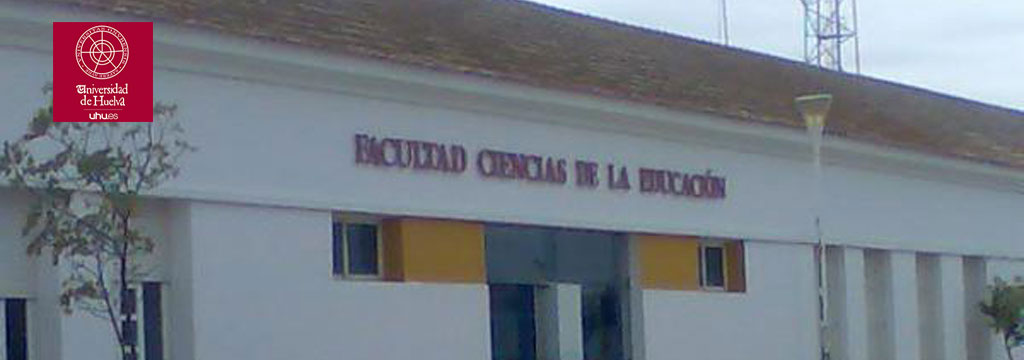 Universidad
de Huelva
uhu.es
FACULTAD CIENCIAS DE LA EDUCACIÓN